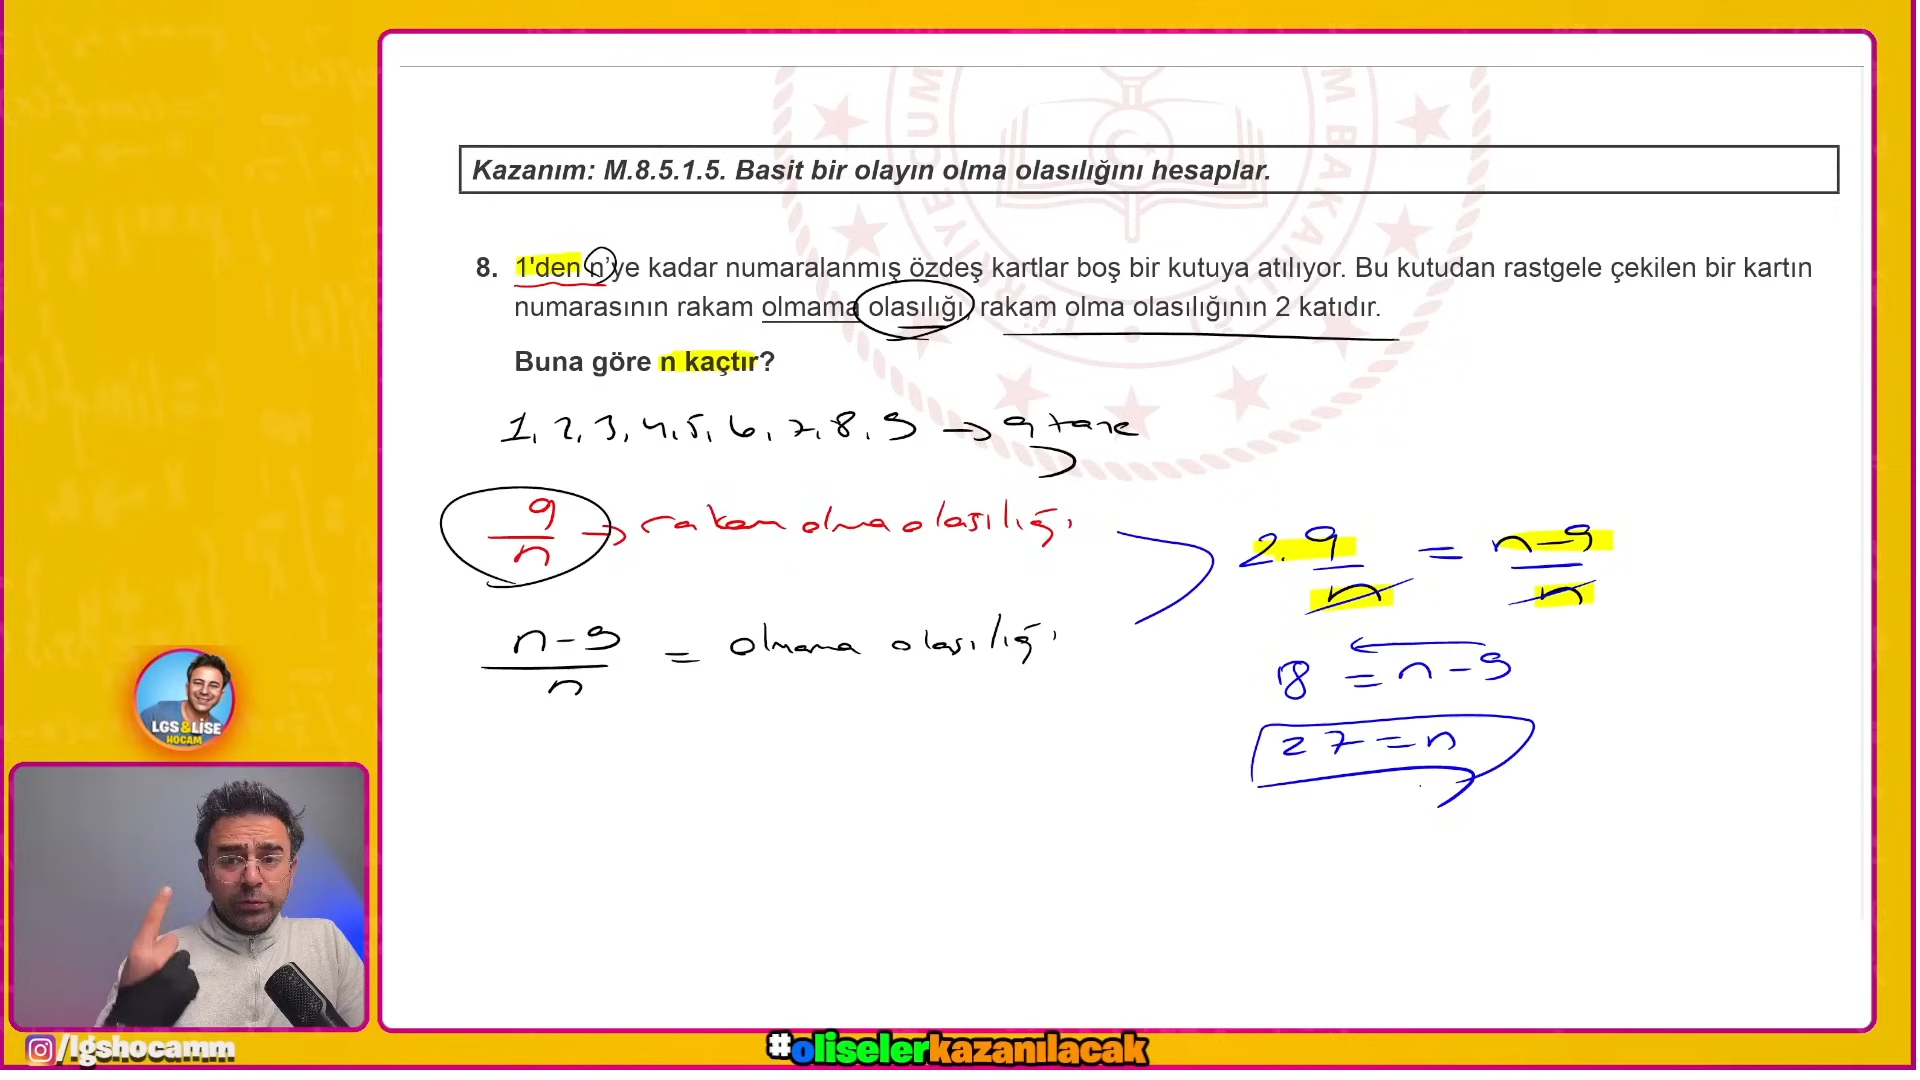 Kazanım: M.8.5.1.5. Basit bir olayın olma olasılığını hesaplar.
8. 1'den n'ye kadar numaralanmış özdeş kartlar boş bir kutuya atılıyor. Bu kutudan rastgele çekilen bir kartın
numarasının rakam olmama olasılığı, rakam olma olasılığının 2 katıdır.
Buna göre n kaçtır?
1, 2, 3, 4, 5, 6, 7, 8, 9 → 9 tane
9/n → rakam olma olasılığı
2. 9/n = n-9/n
n-9/n = olmama olasılığı
18 = n-9
27 = n
LGS&LİSE
HOCAM
/lgshocamm
#oliselerkazanılacak